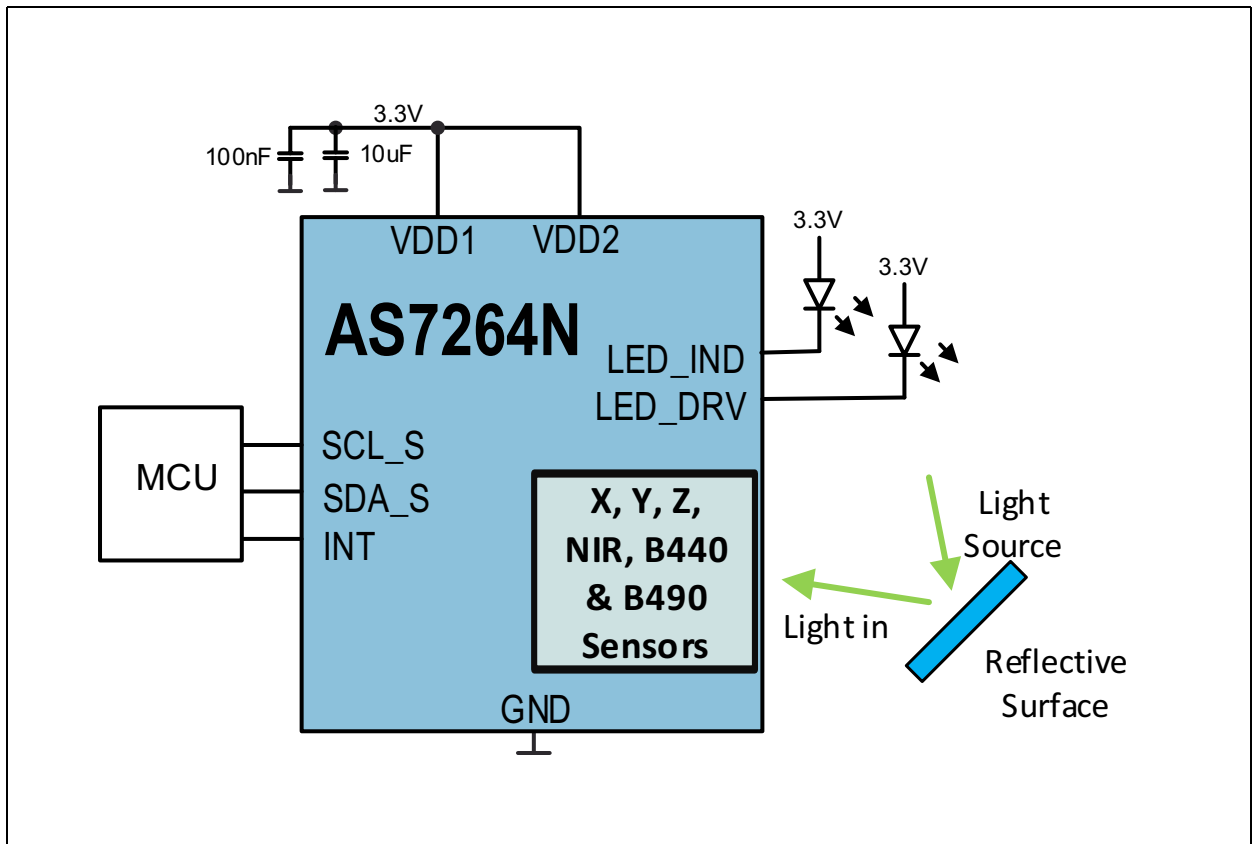 3.3V
100nF
10uF
VDD1
VDD2
3.3V
3.3V
AS7264N
LED_IND
LED_DRV
MCU
SCL_S
SDA_S
INT
X, Y, Z,
NIR, B440
& B490
Sensors
Light
Source
Light in
Reflective
Surface
GND